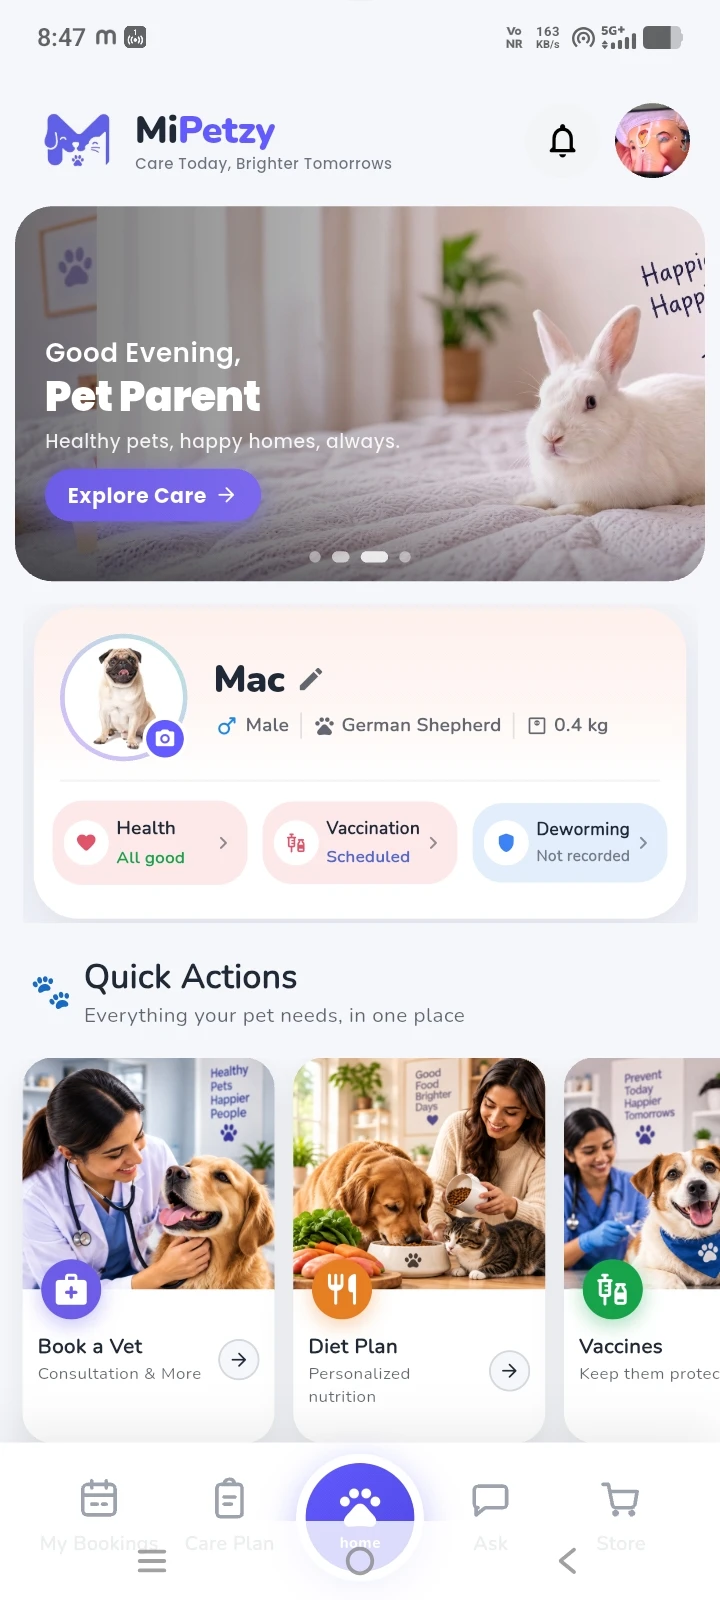 8:47
Vo NR
163 KB/s
5G+
MiPetzy
Care Today, Brighter Tomorrows
Happi
Happ
Good Evening,
Pet Parent
Healthy pets, happy homes, always.
Explore Care
Mac
Male
German Shepherd
0.4 kg
Health
All good
Vaccination
Scheduled
Deworming
Not recorded
Quick Actions
Everything your pet needs, in one place
Healthy
Pets
Happier
People
Good
Food
Brighter
Days
Prevent
Today
Happier
Tomorrows
Book a Vet
Consultation & More
Diet Plan
Personalized
nutrition
Vaccines
Keep them protec
My Bookings
Care Plan
home
Ask
Store